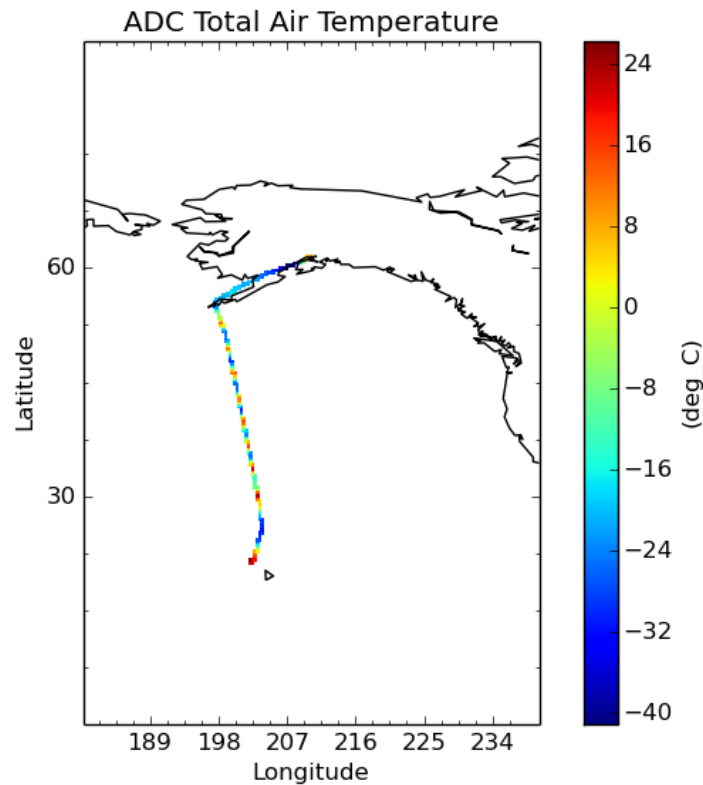 ADC Total Air Temperature
60
30
Latitude
189 198 207 216 225 234
Longitude
24
16
8
0
−8
−16
−24
−32
−40
(deg_C)